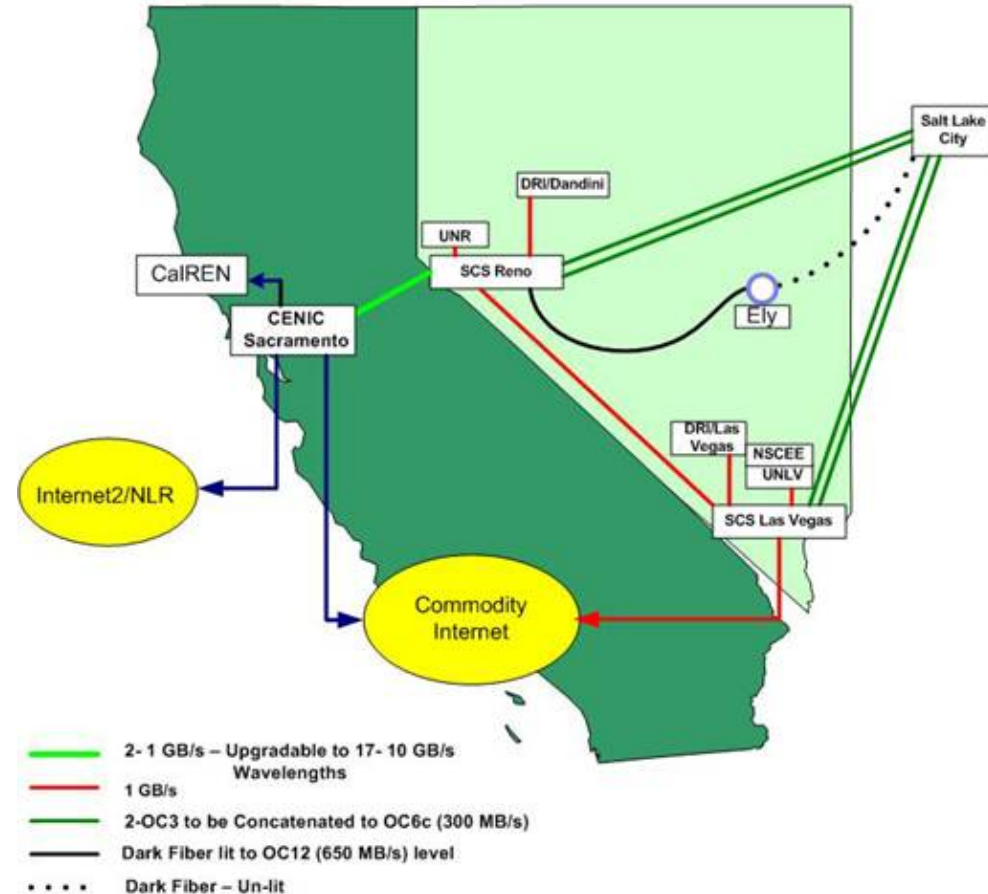 Salt Lake
City
DRI/Dandini
UNR
SCS Reno
CalREN
CENIC
Sacramento
Ely
DRI/Las
Vegas
NSCEE
UNLV
Internet2/NLR
SCS Las Vegas
Commodity
Internet
2- 1 GB/s – Upgradable to 17- 10 GB/s
Wavelengths
1 GB/s
2-OC3 to be Concatenated to OC6c (300 MB/s)
Dark Fiber lit to OC12 (650 MB/s) level
Dark Fiber – Un-lit